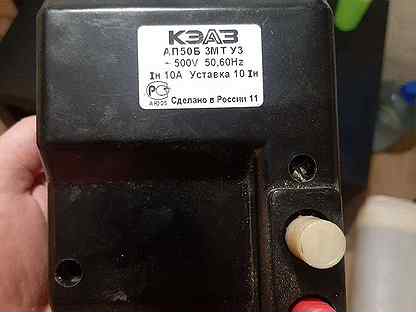 КЭАЗ
АП50Б 3МТ У3
~ 500V 50,60Hz
Iн 10А Уставка 10 Iн
Сделано в России 11